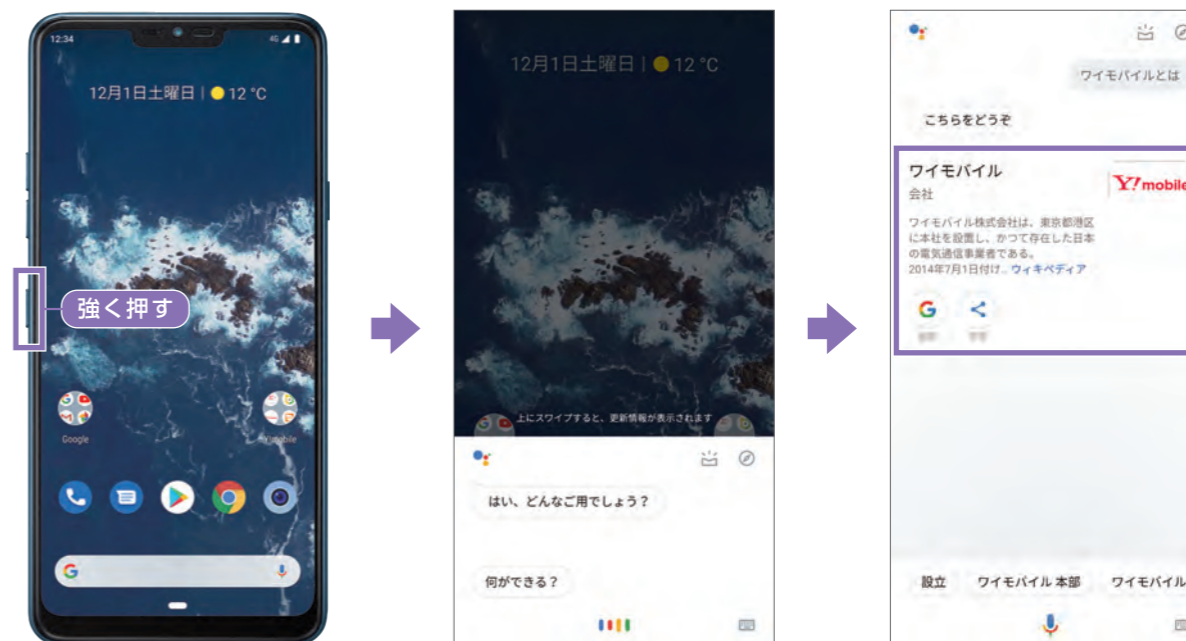 12:34
4G
12月1日土曜日 | 12 °C
強く押す
Google
G
12月1日土曜日 | 12 °C
上にスワイプすると、更新情報が表示されます
はい、どんなご用でしょう？
何ができる？
ワイモバイルとは
こちらをどうぞ
ワイモバイル
会社
Y!mobile
ワイモバイル株式会社は、東京都港区
に本社を設置し、かつて存在した日本
の電気通信事業者である。
2014年7月1日付け... ウィキペディア
G
設立 ワイモバイル 本部 ワイモバイル